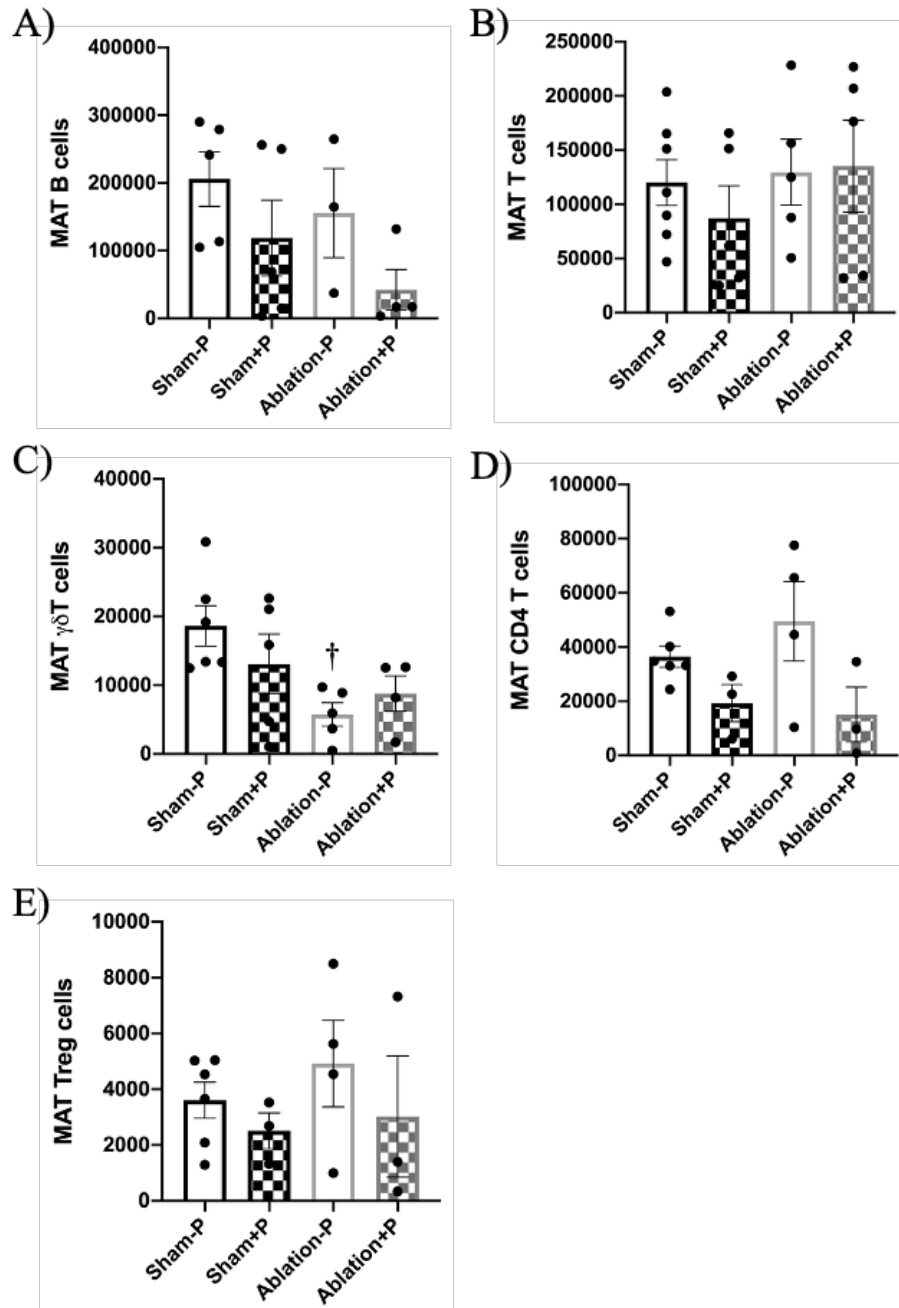 A)
MAT B cells
400000
300000
200000
100000
0
Sham-P
Sham+P
Ablation-P
Ablation+P
B)
MAT T cells
250000
200000
150000
100000
50000
0
Sham-P
Sham+P
Ablation-P
Ablation+P
C)
MAT γδT cells
40000
30000
20000
10000
0
†
Sham-P
Sham+P
Ablation-P
Ablation+P
D)
MAT CD4 T cells
100000
80000
60000
40000
20000
0
Sham-P
Sham+P
Ablation-P
Ablation+P
E)
MAT Treg cells
10000
8000
6000
4000
2000
0
Sham-P
Sham+P
Ablation-P
Ablation+P